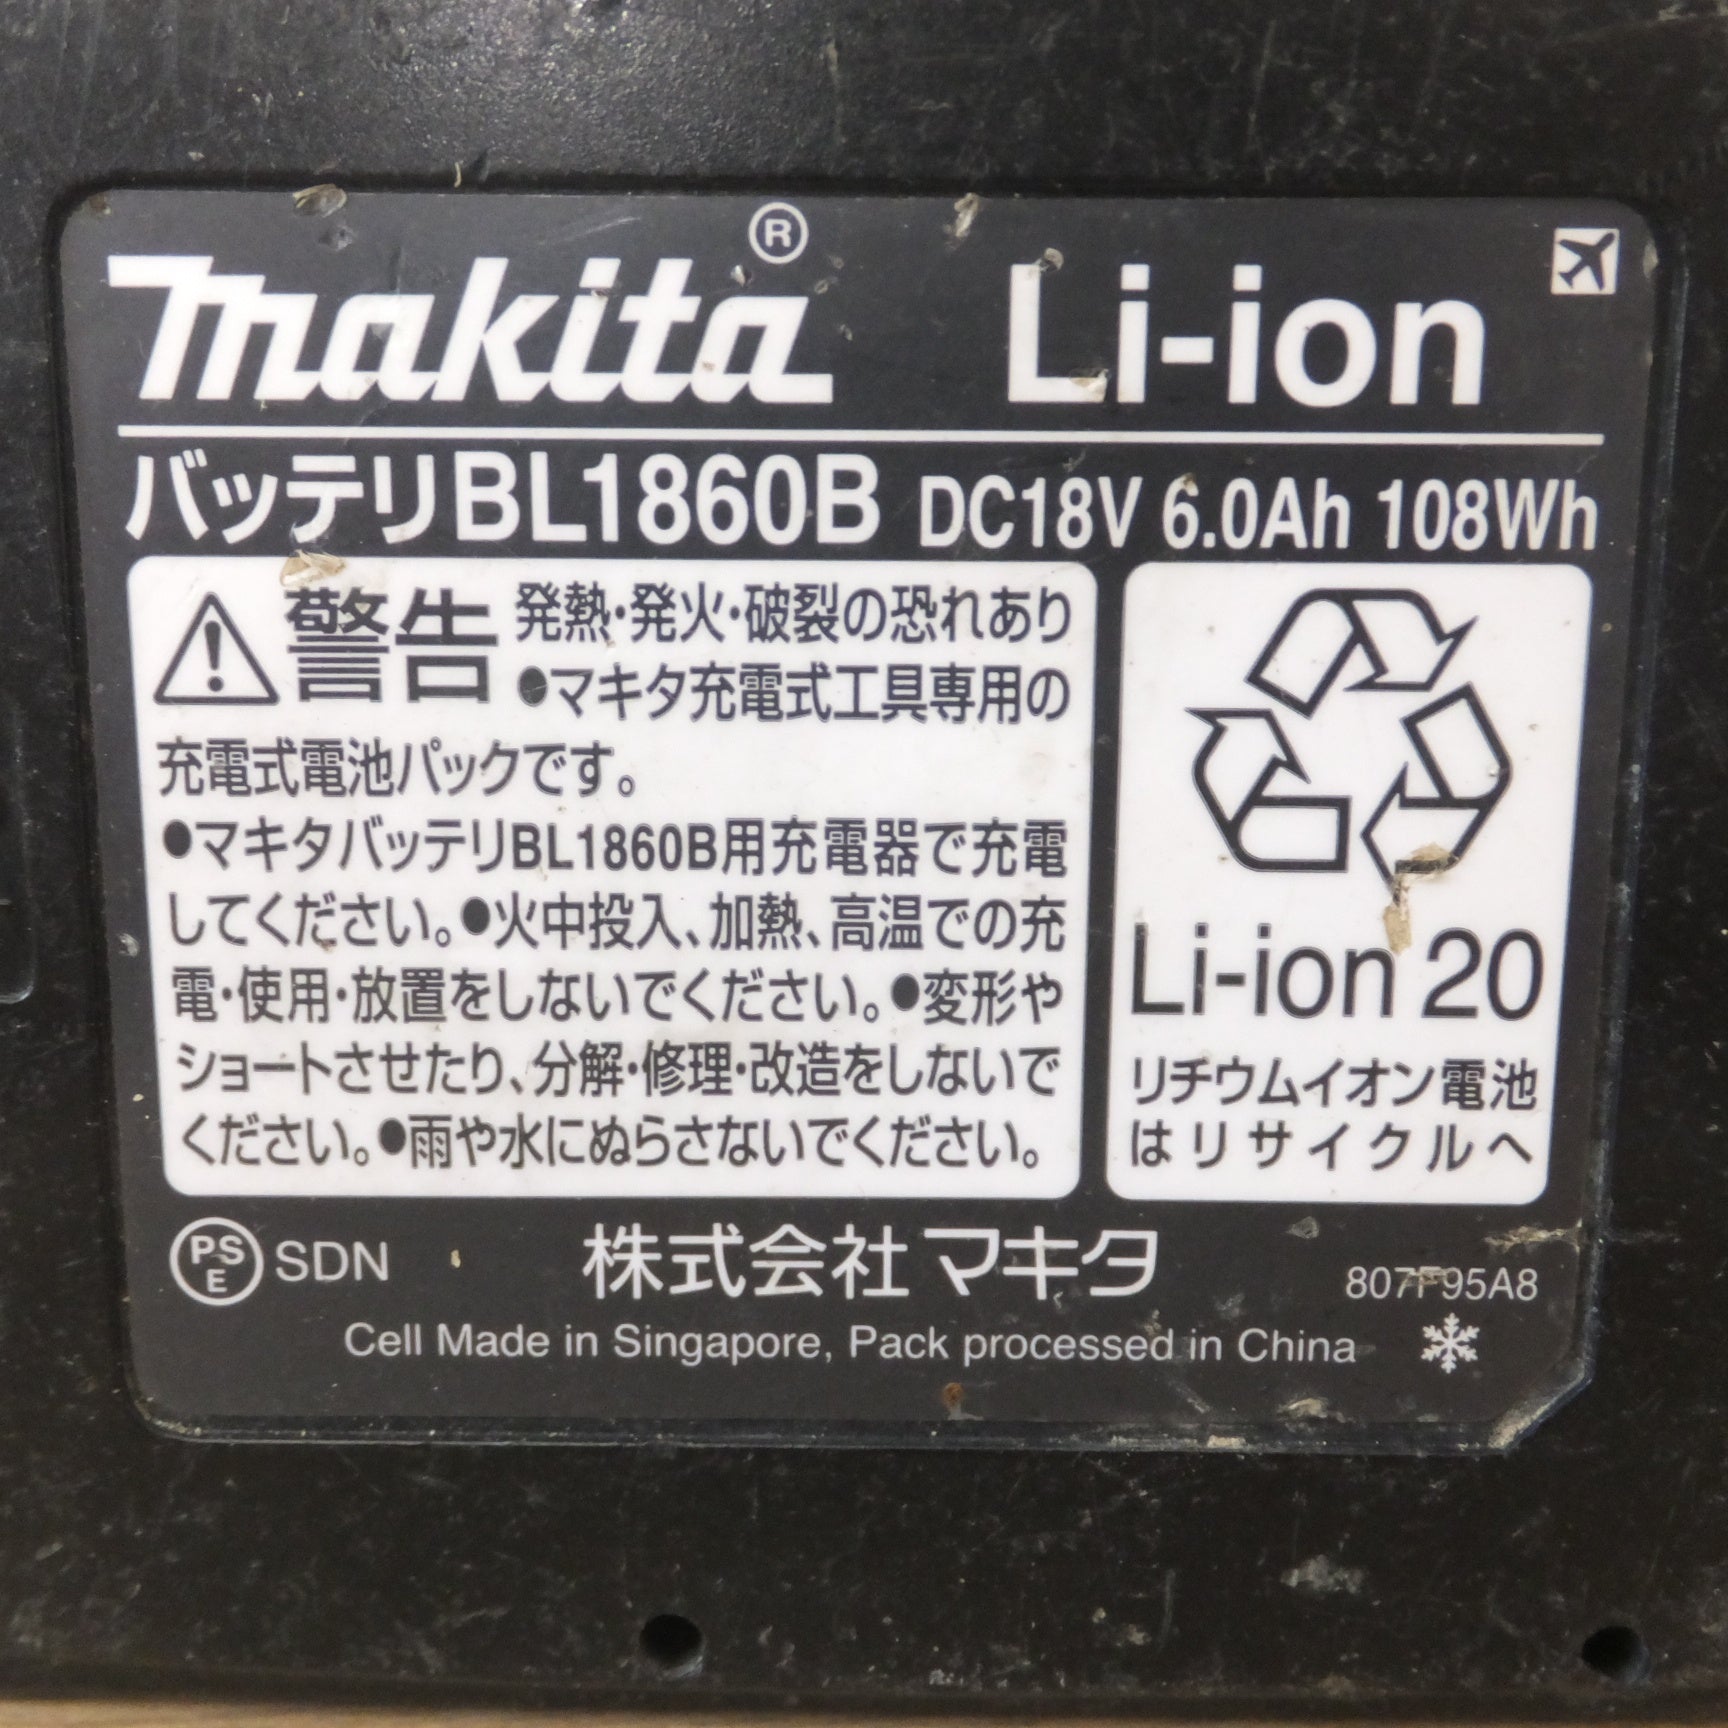 makita® Li-ion
バッテリBL1860B DC18V 6.0Ah 108Wh
警告 発熱・発火・破裂の恐れあり
●マキタ充電式工具専用の
充電式電池パックです。
●マキタバッテリBL1860B用充電器で充電
してください。●火中投入、加熱、高温での充
電・使用・放置をしないでください。●変形や
ショートさせたり、分解・修理・改造をしないで
ください。●雨や水にぬらさないでください。
Li-ion 20
リチウムイオン電池
はリサイクルへ
PSE SDN 株式会社マキタ 807F95A8
Cell Made in Singapore, Pack processed in China